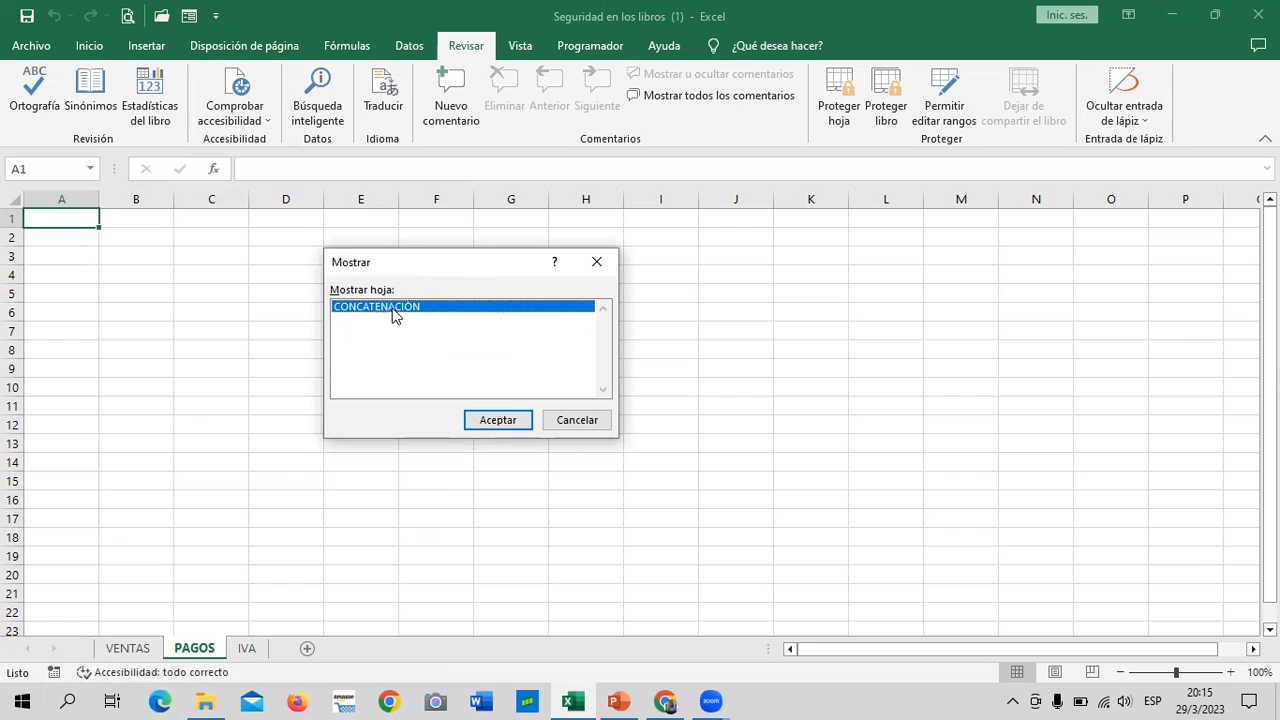 Seguridad en los libros (1) - Excel
Inic. ses.
Archivo Inicio Insertar Disposición de página Fórmulas Datos Revisar Vista Programador Ayuda ¿Qué desea hacer?
ABC
Ortografía
Sinónimos
123
Estadísticas
del libro
Revisión
Comprobar
accesibilidad
Accesibilidad
Búsqueda
inteligente
Datos
Traducir
Idioma
Nuevo
comentario
Eliminar
Anterior
Siguiente
Mostrar u ocultar comentarios
Mostrar todos los comentarios
Comentarios
Proteger
hoja
Proteger
libro
Permitir
editar rangos
Dejar de
compartir el libro
Proteger
Ocultar entrada
de lápiz
Entrada de lápiz
A1
fx
A B C D E F G H I J K L M N O P
1
2
3
4
5
6
7
8
9
10
11
12
13
14
15
16
17
18
19
20
21
22
23
Mostrar ?
Mostrar hoja:
CONCATENACIÓN
Aceptar Cancelar
VENTAS PAGOS IVA
Listo Accesibilidad: todo correcto 100%
amazon
zoom
ESP
20:15
29/3/2023